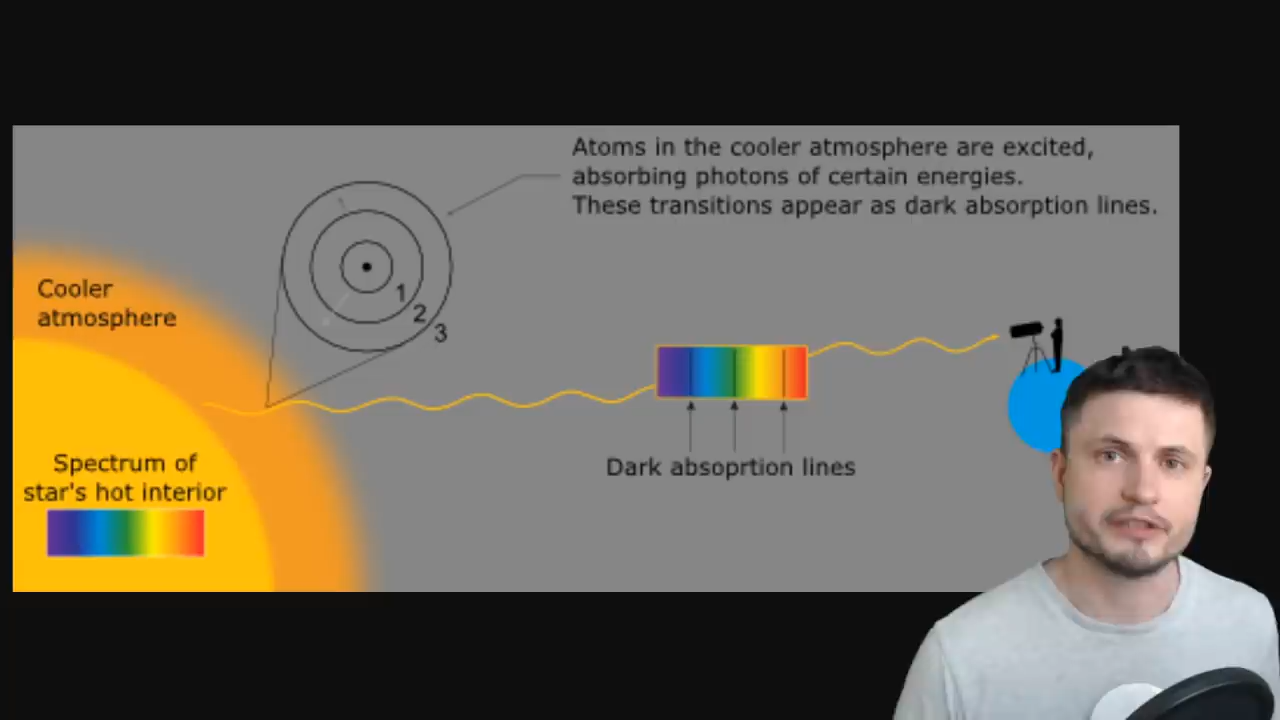 Atoms in the cooler atmosphere are excited,
absorbing photons of certain energies.
These transitions appear as dark absorption lines.
Cooler
atmosphere
1
2
3
Spectrum of
star's hot interior
Dark absoprtion lines